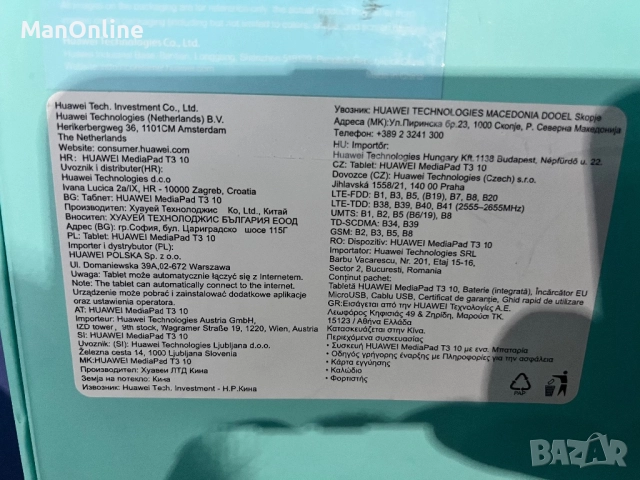 ManOnline
Huawei Technologies Co., Ltd.
Huawei Tech. Investment Co., Ltd.
Huawei Technologies (Netherlands) B.V.
Herikerbergweg 36, 1101CM Amsterdam
The Netherlands
Website: consumer.huawei.com
HR: HUAWEI MediaPad T3 10
Uvoznik i distributer(HR):
Huawei Technologies d.o.o
Ivana Lucica 2a/IX, HR - 10000 Zagreb, Croatia
BG: Таблет: HUAWEI MediaPad T3 10
Производител: Хуауей Технолоджис Ко, Лтд, Китай
Вносител: ХУАУЕЙ ТЕХНОЛОДЖИС БЪЛГАРИЯ ЕООД
Адрес (BG): гр.София, бул. Цариградско шосе 115Г
PL: Tablet: HUAWEI MediaPad T3 10
Importer i dystrybutor (PL):
HUAWEI POLSKA Sp. z o.o.
Ul. Domaniewska 39A,02-672 Warszawa
Uwaga: Tablet może automatycznie łączyć się z internetem.
Note: The tablet can automatically connect to the internet.
Urządzenie może pobrać i zainstalować dodatkowe aplikacje
oraz ustawienia operatora.
AT: HUAWEI MediaPad T3 10
Importeur: Huawei Technologies Austria GmbH,
IZD tower, 9th stock, Wagramer Straße 19, 1220 Wien, Austria
SI: HUAWEI MediaPad T3 10
Uvoznik: (SI): Huawei Technologies Ljubljana d.o.o.
Železna cesta 14, 1000 Ljubljana Slovenia
MK:HUAWEI MediaPad T3 10
Производител: Хуавеи ЛТД Кина
Земја на потекло: Кина
Извозник: Huawei Tech. Investment - Н.Р.Кина
Увозник: HUAWEI TECHNOLOGIES MACEDONIA DOOEL Skopje
Адреса (MK):Ул.Пиринска бр.23, 1000 Скопје, Р. Северна Македонија
Телефон: +389 2 3241 300
HU: Importőr:
Huawei Technologies Hungary Kft.1138 Budapest, Népfürdő u. 22.
CZ: Tablet: HUAWEI MediaPad T3 10
Dovozce (CZ): Huawei Technologies (Czech) s.r.o.
Jihlavská 1558/21, 140 00 Praha
LTE-FDD: B1, B3, B5, (B19), B7, B8, B20
LTE-TDD: B38, B39, B40, B41 (2555-2655MHz)
UMTS: B1, B2, B5 (B6/19), B8
TD-SCDMA: B34, B39
GSM: B2, B3, B5, B8
RO: Dispozitiv: HUAWEI MediaPad T3 10
Importator: Huawei Technologies SRL
Barbu Vacarescu, Nr. 201, Etaj 15-16,
Sector 2, Bucuresti, Romania
Conținut pachet:
Tabletă HUAWEI MediaPad T3 10, Baterie (integrată), Încărcător EU
MicroUSB, Cablu USB, Certificat de garanție, Ghid rapid de utilizare
GR:Εισάγεται από την HUAWEI Τεχνολογίες A.E.
Λεωφόρος Κηφισιάς 49 & Ζηρίδη, Μαρούσι ΤΚ.
15123 / Αθήνα Ελλάδα
Κατασκευάζεται στην Κίνα.
Περιεχόμενα συσκευασίας
• Συσκευή HUAWEI MediaPad T3 10 με ενσ. Μπαταρία
• Οδηγός γρήγορης έναρξης με Πληροφορίες για την ασφάλεια
• Κάρτα εγγύησης
• Καλώδιο
• Φορτιστής
PAP
BAZAR